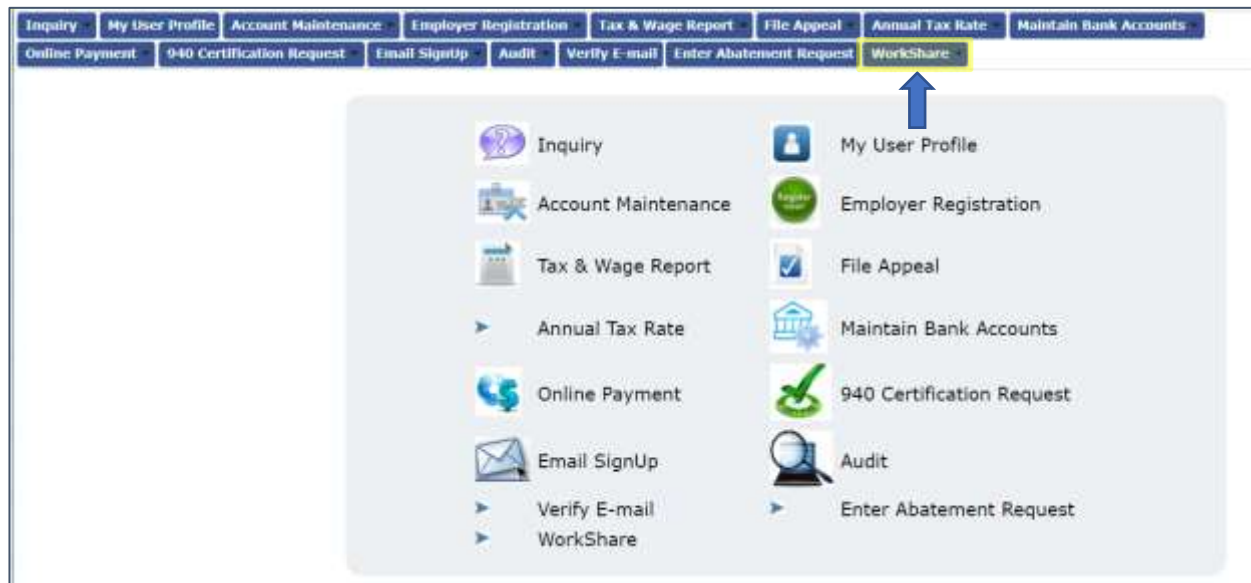 Inquiry My User Profile Account Maintenance Employer Registration Tax & Wage Report File Appeal Annual Tax Rate Maintain Bank Accounts
Online Payment 940 Certification Request Email SignUp Audit Verify E-mail Enter Abatement Request WorkShare
Inquiry My User Profile
Account Maintenance Employer Registration
Tax & Wage Report File Appeal
Annual Tax Rate Maintain Bank Accounts
Online Payment 940 Certification Request
Email SignUp Audit
Verify E-mail Enter Abatement Request
WorkShare